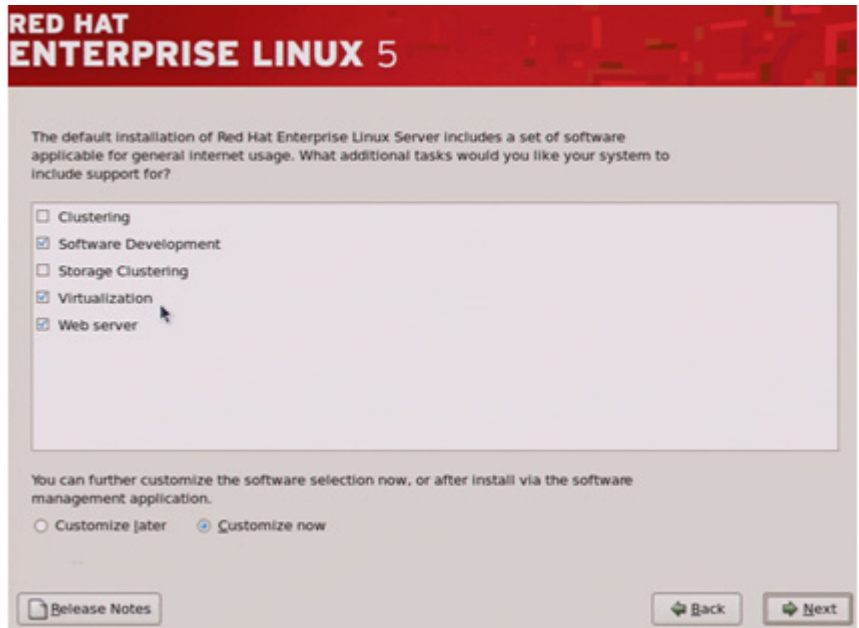 RED HAT
ENTERPRISE LINUX 5
The default installation of Red Hat Enterprise Linux Server includes a set of software
applicable for general internet usage. What additional tasks would you like your system to
include support for?
Clustering
Software Development
Storage Clustering
Virtualization
Web server
You can further customize the software selection now, or after install via the software
management application.
Customize later
Customize now
Release Notes
Back
Next